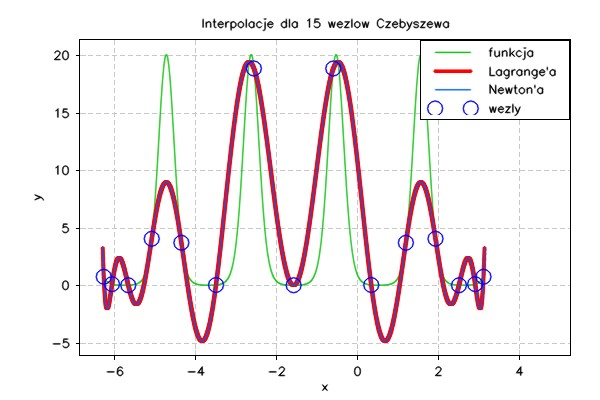 Interpolacje dla 15 wezlow Czebyszewa
funkcja
Lagrange'a
Newton'a
wezly
20
15
10
5
0
−5
y
−6 −4 −2 0 2 4
x